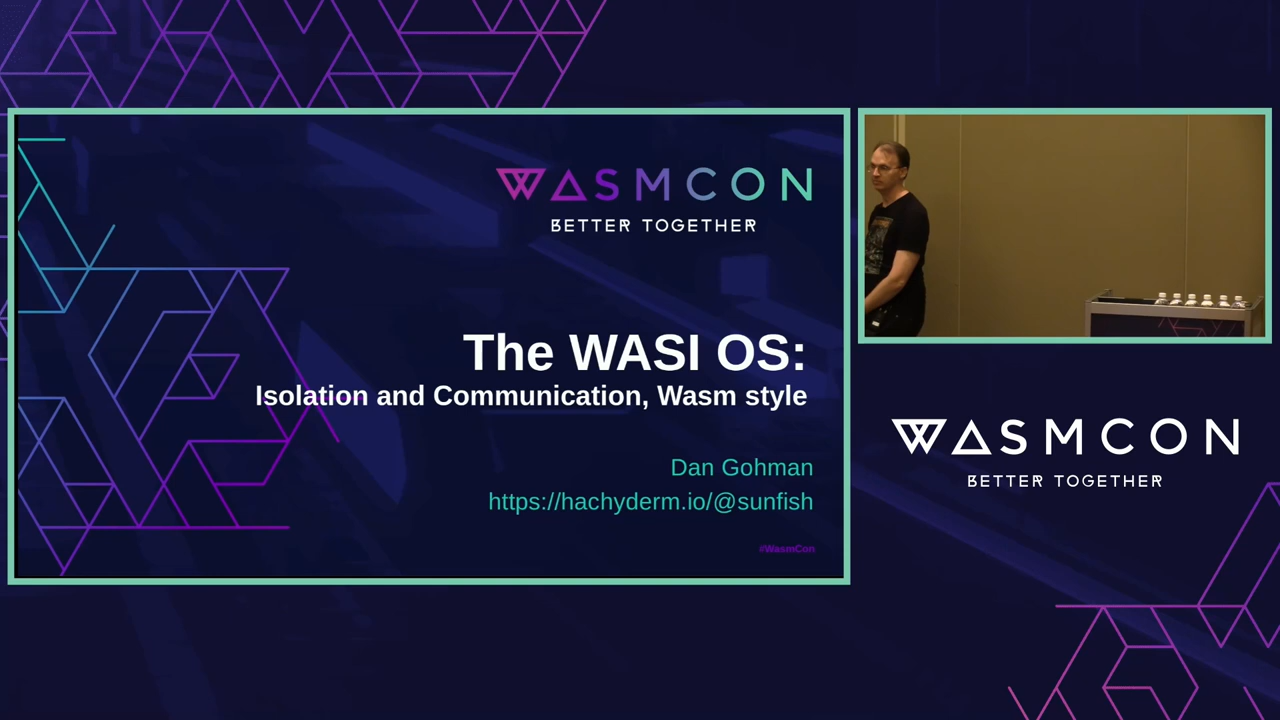 WASMCON
BETTER TOGETHER
The WASI OS:
Isolation and Communication, Wasm style
Dan Gohman
https://hachyderm.io/@sunfish
#WasmCon
WASMCON
BETTER TOGETHER